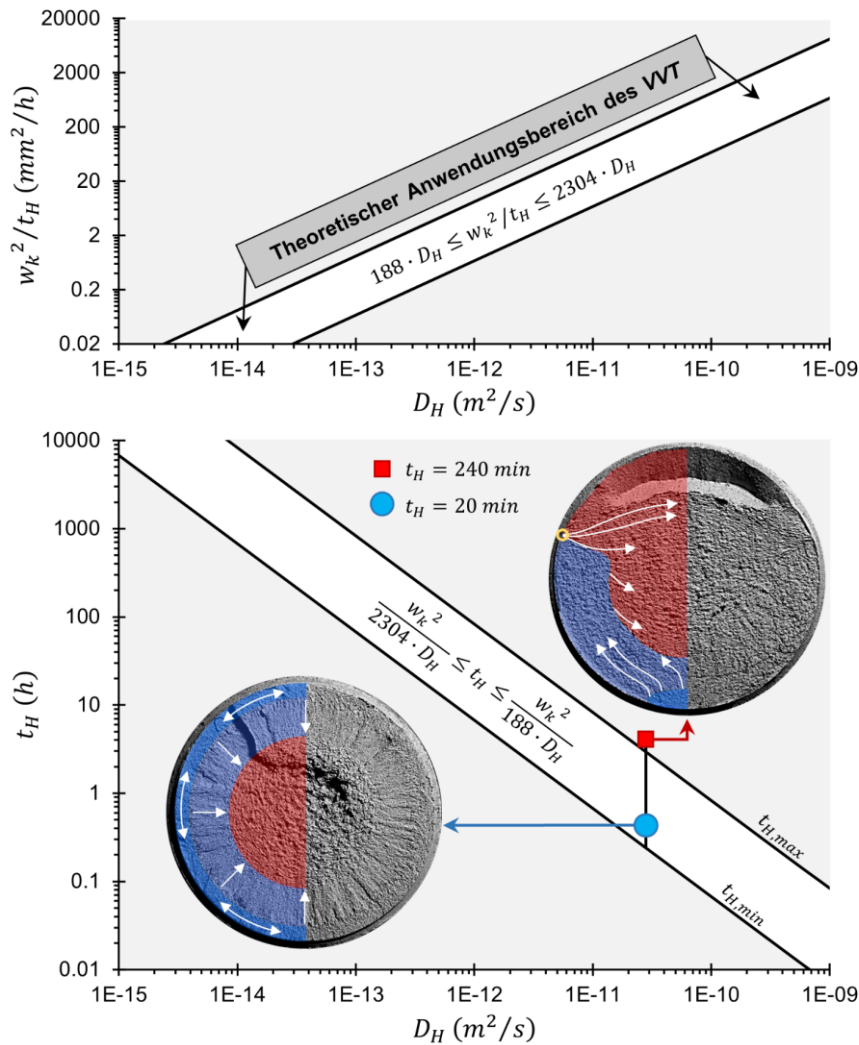 20000
2000
200
20
2
0.2
0.02
w_k²/t_H (mm²/h)
Theoretischer Anwendungsbereich des VVT
188 · D_H ≤ w_k²/t_H ≤ 2304 · D_H
1E-15 1E-14 1E-13 1E-12 1E-11 1E-10 1E-09
D_H (m²/s)
10000
1000
100
10
1
0.1
0.01
t_H (h)
t_H = 240 min
t_H = 20 min
w_k²/(2304 · D_H) ≤ t_H ≤ w_k²/(188 · D_H)
t_H,max
t_H,min
1E-15 1E-14 1E-13 1E-12 1E-11 1E-10 1E-09
D_H (m²/s)